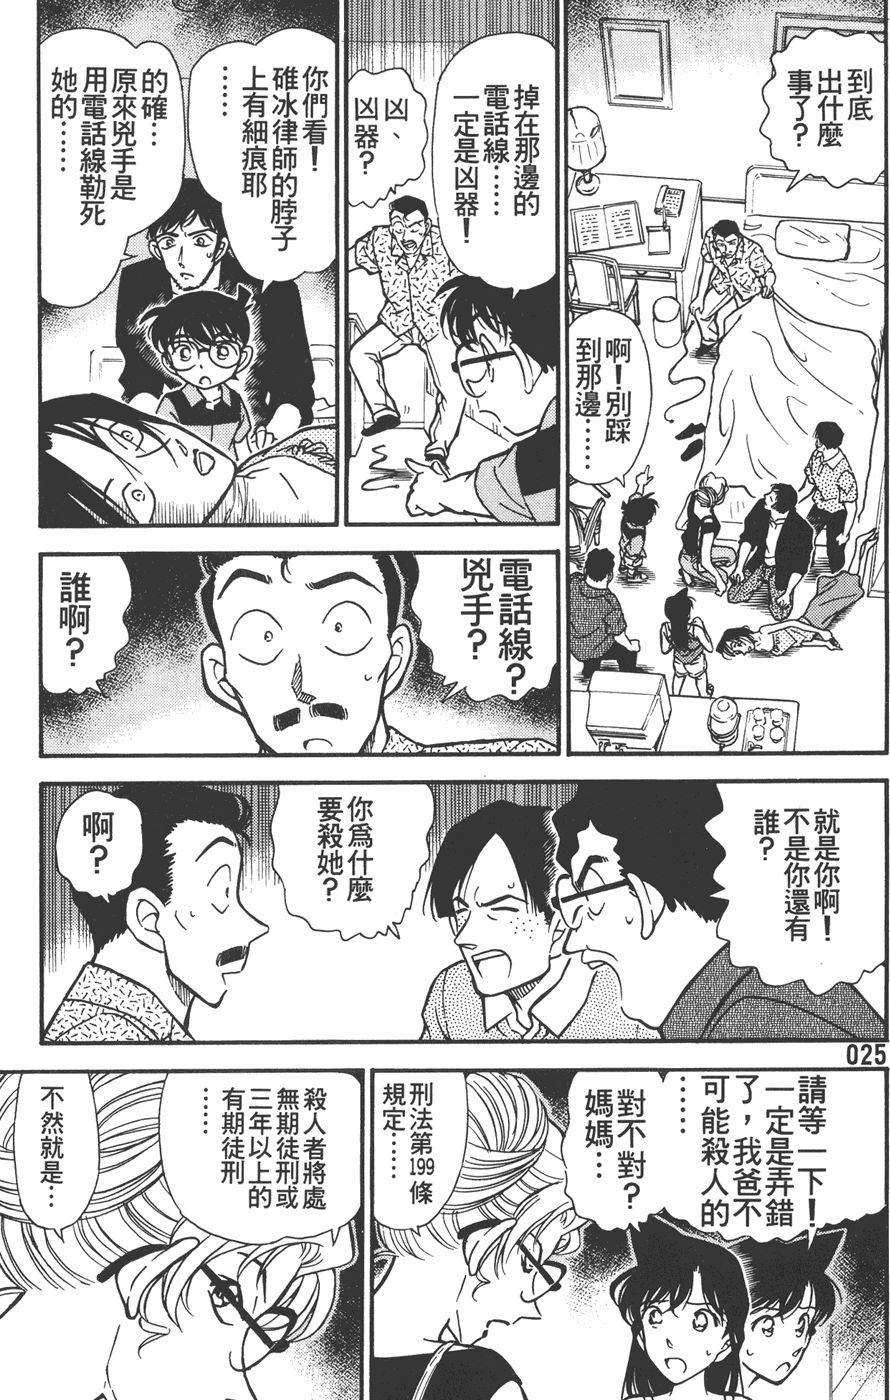 到底
出什麼
事了？
啊！別踩
到那邊……
掉在那邊的
電話線……
一定是凶器！
凶、
凶器？
你們看！
碓冰律師的脖子
上有細痕耶
……
的確…
原來兇手是
用電話線勒死
她的……
電話線？
兇手？
誰啊？
就是你啊！
不是你還有
誰？
你爲什麼
要殺她？
啊？
025
請等一下！
一定是弄錯
了，我爸不
可能殺人的
……
對不對？
媽媽…
刑法第
199
條
規定……
殺人者將處
無期徒刑或
三年以上的
有期徒刑
……
不然就是…